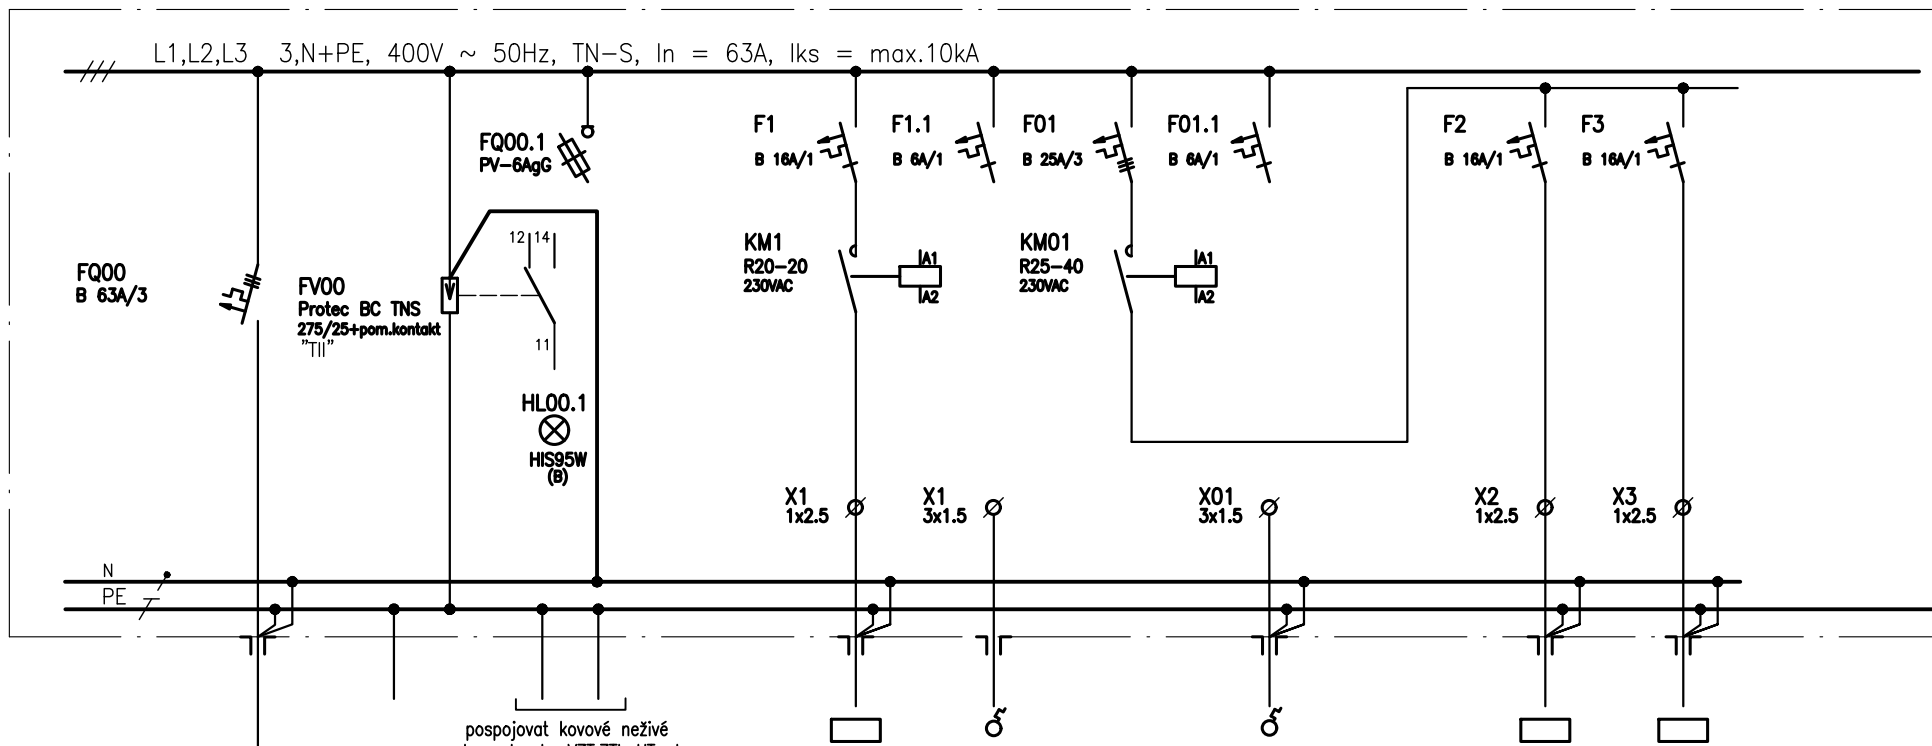 L1,L2,L3 3,N+PE, 400V ~ 50Hz, TN-S, In = 63A, Iks = max.10kA
FQ00
B 63A/3
FV00
Protec BC TNS
275/25+pom.kontakt
"TII"
FQ00.1
PV-6AgG
12 14
11
HL00.1
HIS95W
(B)
F1
B 16A/1
F1.1
B 6A/1
F01
B 25A/3
F01.1
B 6A/1
F2
B 16A/1
F3
B 16A/1
KM1
R20-20
230VAC
A1
A2
KM01
R25-40
230VAC
A1
A2
X1
1x2.5
X1
3x1.5
X01
3x1.5
X2
1x2.5
X3
1x2.5
N
PE
pospojovat kovové neživé